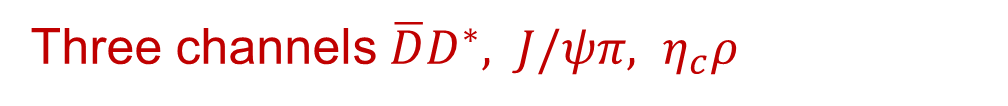 Three channels D̅D*, J/ψπ, η_cρ